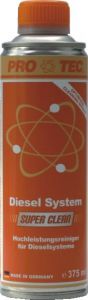 PRO TEC
Diesel System
SUPER CLEAN
Hochleistungsreiniger
für Dieselsysteme
MADE IN GERMANY
e 375 ml